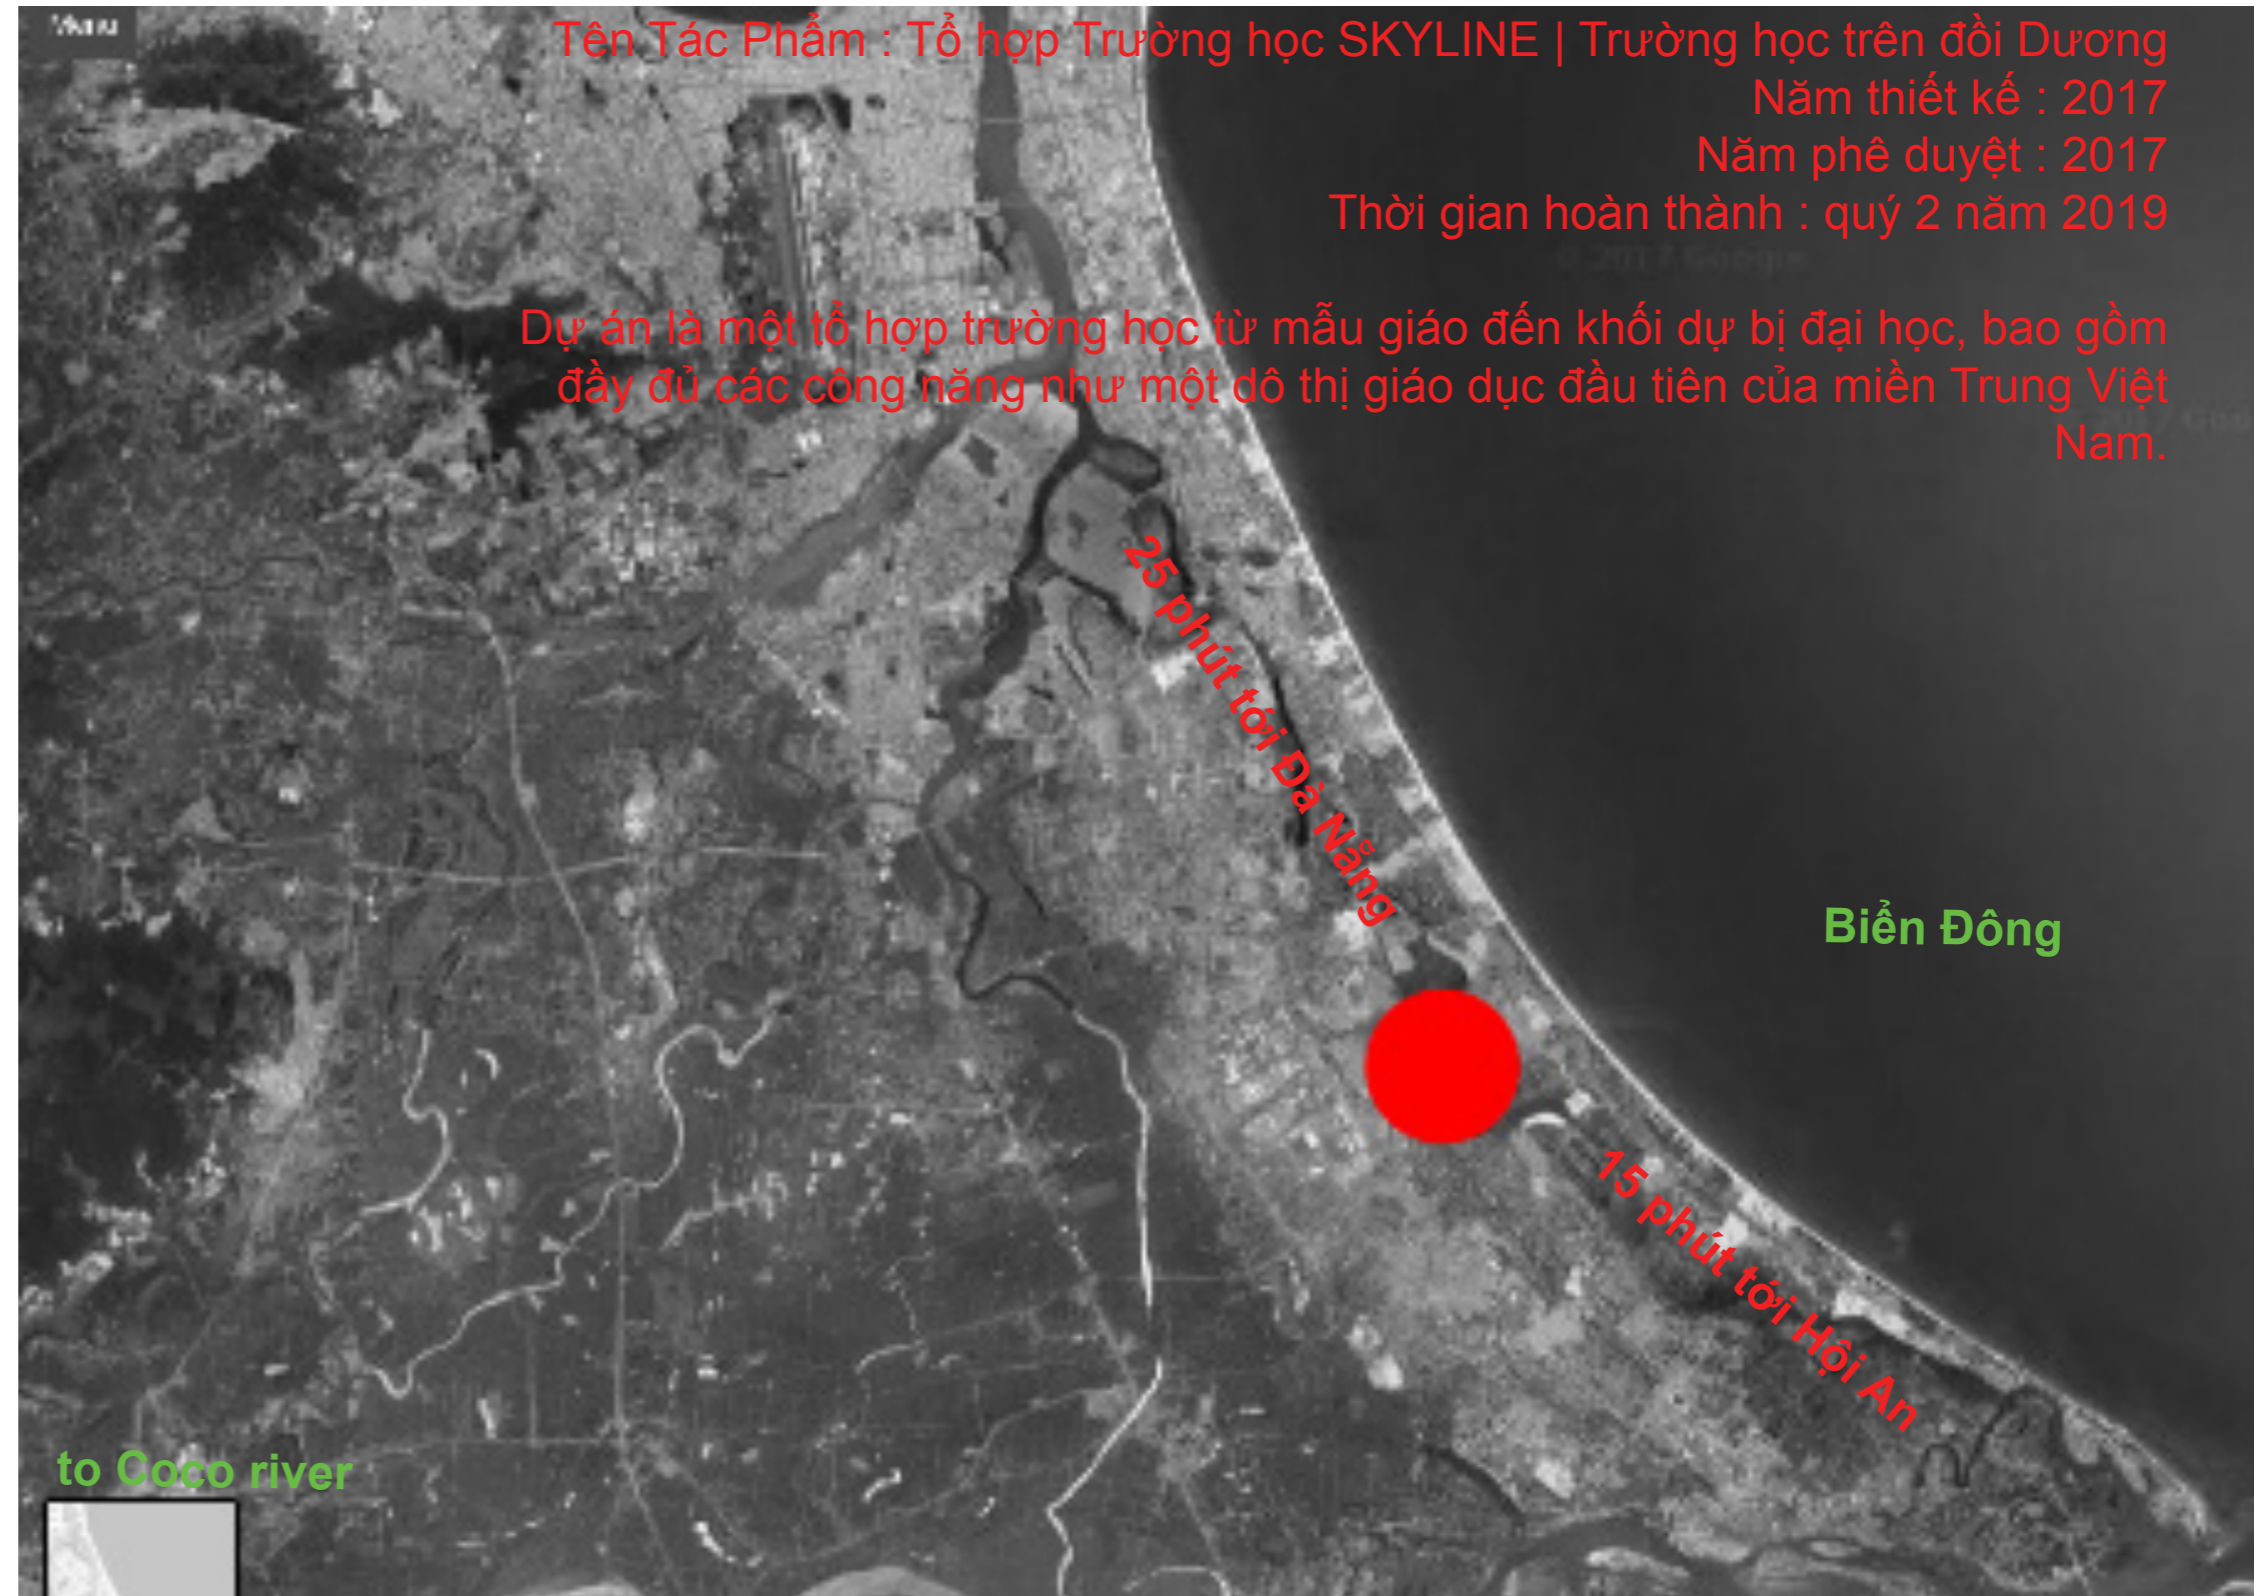 Menu
Tên Tác Phẩm : Tổ hợp Trường học SKYLINE | Trường học trên đồi Dương
Năm thiết kế : 2017
Năm phê duyệt : 2017
Thời gian hoàn thành : quý 2 năm 2019
© 2017 Google
Dự án là một tổ hợp trường học từ mẫu giáo đến khối dự bị đại học, bao gồm
đầy đủ các công năng như một dô thị giáo dục đầu tiên của miền Trung Việt
Nam.
25 phút tới Đà Nẵng
Biển Đông
15 phút tới Hội An
to Coco river